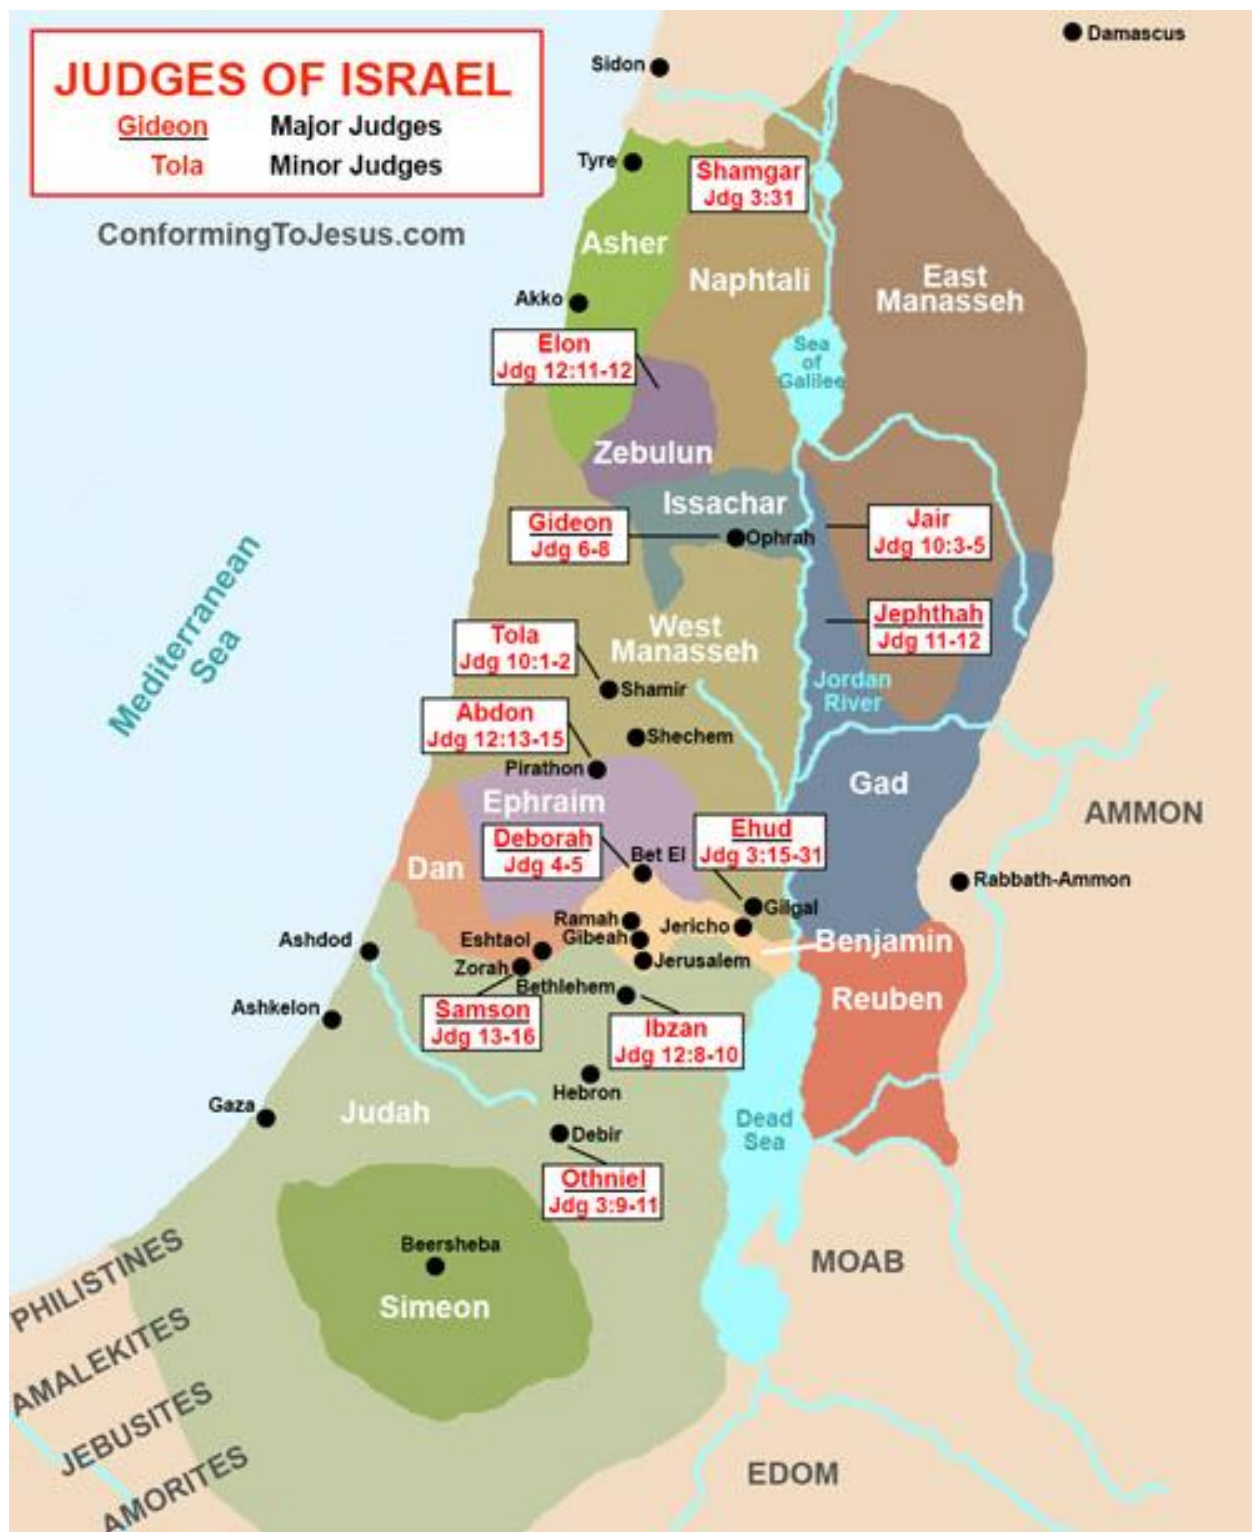 JUDGES OF ISRAEL
Gideon Major Judges
Tola Minor Judges
ConformingToJesus.com
Damascus
Sidon
Tyre
Shamgar
Jdg 3:31
Asher
Naphtali
East
Manasseh
Akko
Elon
Jdg 12:11-12
Sea
of
Galilee
Zebulun
Issachar
Gideon
Jdg 6-8
Ophrah
Jair
Jdg 10:3-5
Mediterranean
Sea
West
Manasseh
Jephthah
Jdg 11-12
Tola
Jdg 10:1-2
Shamir
Jordan
River
Abdon
Jdg 12:13-15
Shechem
Pirathon
Gad
Ephraim
AMMON
Deborah
Jdg 4-5
Bet El
Ehud
Jdg 3:15-31
Dan
Rabbath-Ammon
Gilgal
Ramah
Jericho
Gibeah
Benjamin
Ashdod
Eshtaol
Zorah
Jerusalem
Bethlehem
Reuben
Ashkelon
Samson
Jdg 13-16
Ibzan
Jdg 12:8-10
Hebron
Gaza
Judah
Dead
Sea
Debir
Othniel
Jdg 3:9-11
Beersheba
Simeon
MOAB
PHILISTINES
AMALEKITES
JEBUSITES
AMORITES
EDOM